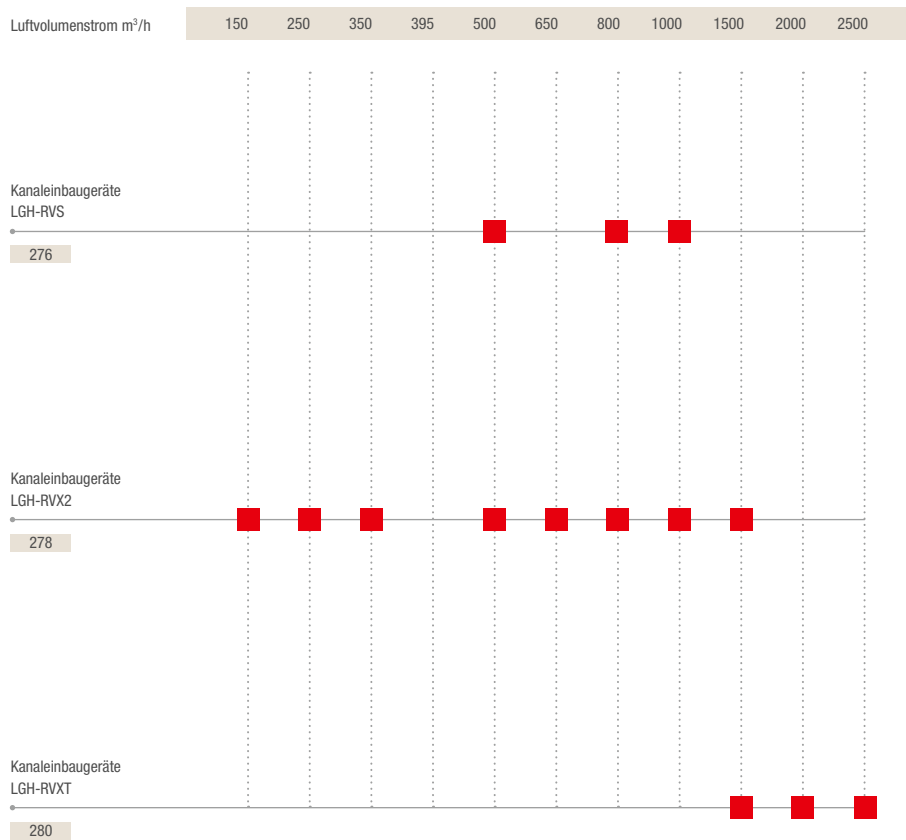 Luftvolumenstrom m³/h 150 250 350 395 500 650 800 1000 1500 2000 2500
Kanaleinbaugeräte
LGH-RVS
276
Kanaleinbaugeräte
LGH-RVX2
278
Kanaleinbaugeräte
LGH-RVXT
280